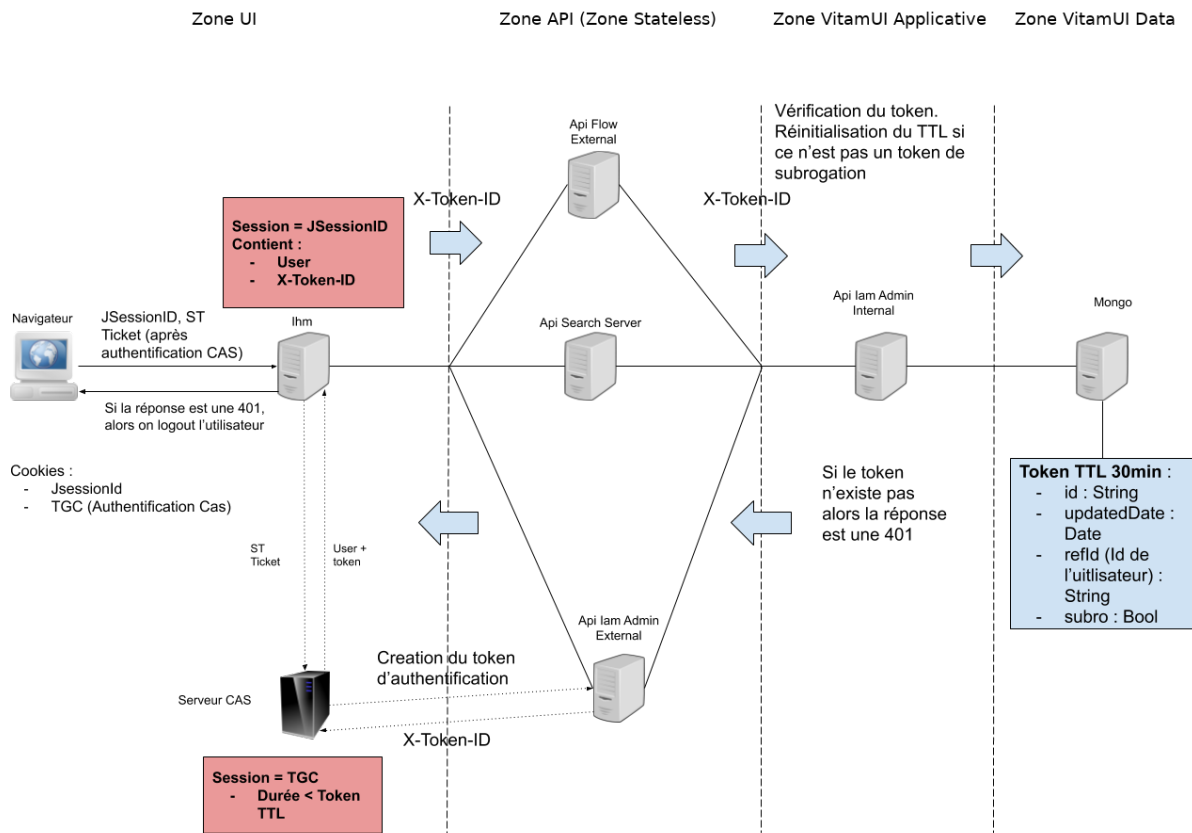 Zone UI
Zone API (Zone Stateless)
Zone VitamUI Applicative
Zone VitamUI Data
Vérification du token.
Réinitialisation du TTL si
ce n'est pas un token de
subrogation
Api Flow
External
X-Token-ID
X-Token-ID
Session = JSessionID
Contient :
- User
- X-Token-ID
Navigateur
JSessionID, ST
Ticket (après
authentification CAS)
Ihm
Api Search Server
Api Iam Admin
Internal
Mongo
Si la réponse est une 401,
alors on logout l'utilisateur
Cookies :
- JsessionId
- TGC (Authentification Cas)
Si le token
n'existe pas
alors la réponse
est une 401
Token TTL 30min :
- id : String
- updatedDate :
Date
- refId (Id de
l'uitlisateur) :
String
- subro : Bool
ST
Ticket
User +
token
Api Iam Admin
External
Creation du token
d'authentification
Serveur CAS
X-Token-ID
Session = TGC
- Durée < Token
TTL